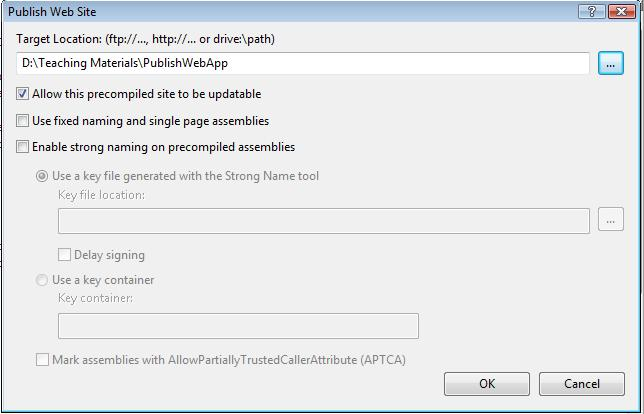 Publish Web Site
Target Location: (ftp://..., http://... or drive:\path)
D:\Teaching Materials\PublishWebApp
...
Allow this precompiled site to be updatable
Use fixed naming and single page assemblies
Enable strong naming on precompiled assemblies
Use a key file generated with the Strong Name tool
Key file location:
...
Delay signing
Use a key container
Key container:
Mark assemblies with AllowPartiallyTrustedCallerAttribute (APTCA)
OK Cancel